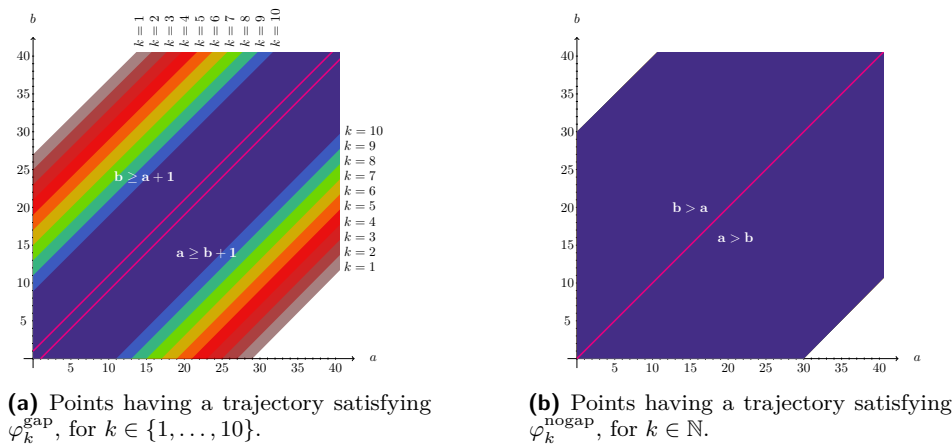 b
k = 1
k = 2
k = 3
k = 4
k = 5
k = 6
k = 7
k = 8
k = 9
k = 10
40
35
30
25
20
15
10
5
b ≥ a + 1
a ≥ b + 1
k = 10
k = 9
k = 8
k = 7
k = 6
k = 5
k = 4
k = 3
k = 2
k = 1
5 10 15 20 25 30 35 40
a
(a) Points having a trajectory satisfying
φ_k^gap, for k ∈ {1, . . . , 10}.
b
40
35
30
25
20
15
10
5
b > a
a > b
5 10 15 20 25 30 35 40
a
(b) Points having a trajectory satisfying
φ_k^nogap, for k ∈ ℕ.